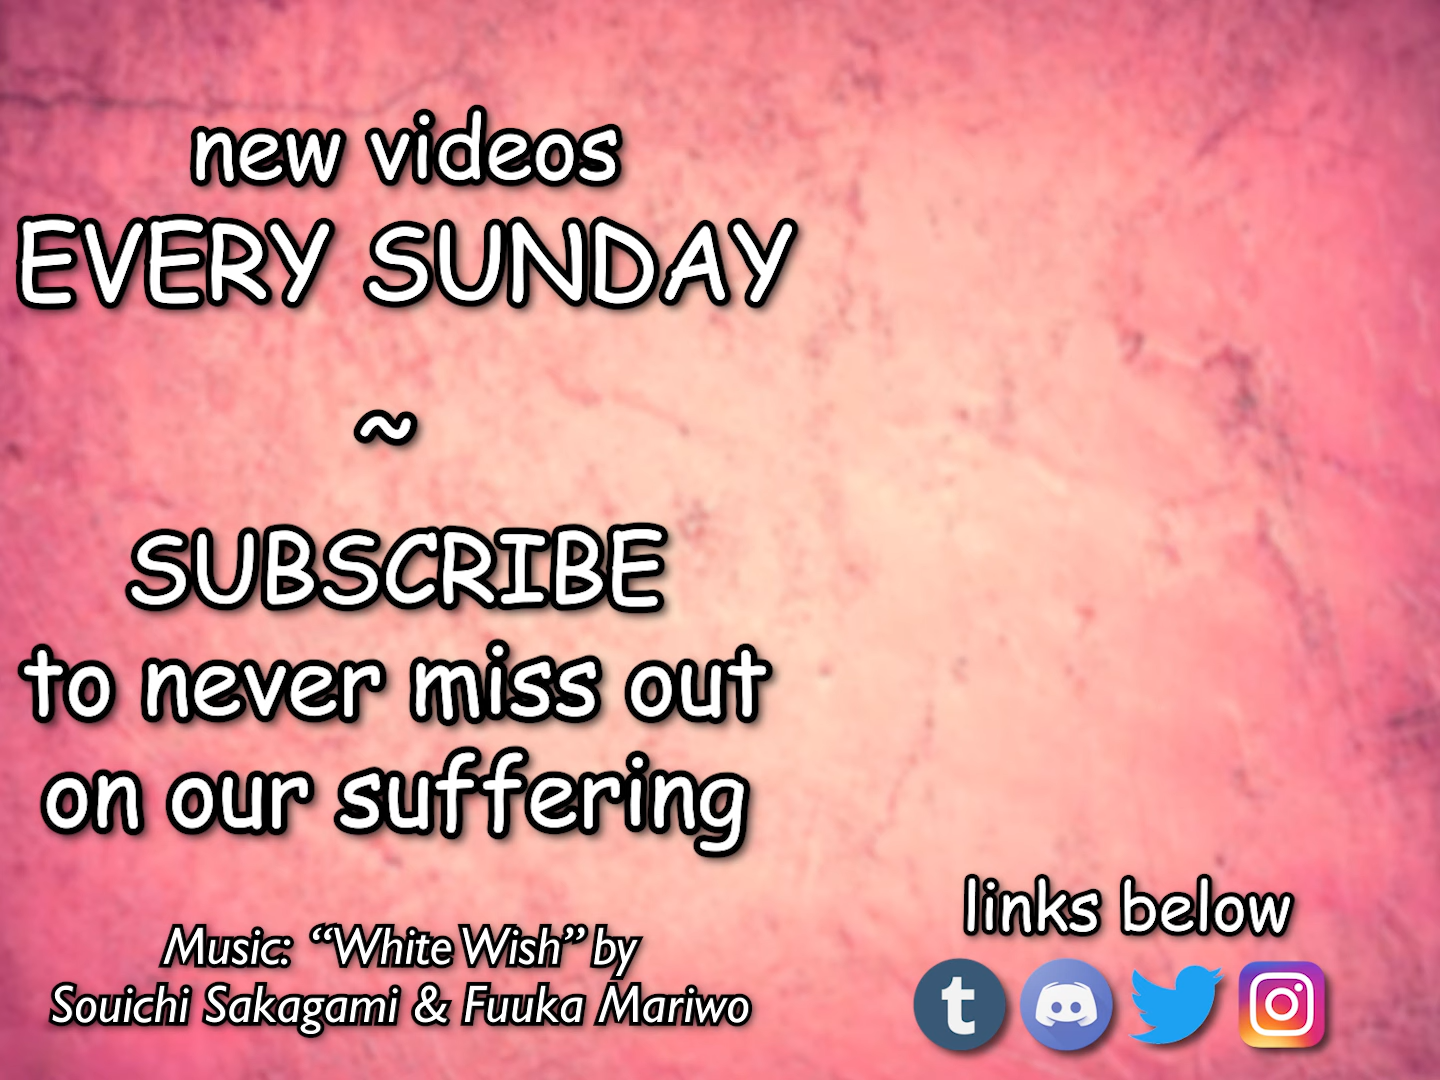 new videos
EVERY SUNDAY
~
SUBSCRIBE
to never miss out
on our suffering
Music: “White Wish” by
Souichi Sakagami & Fuuka Mariwo
links below
t